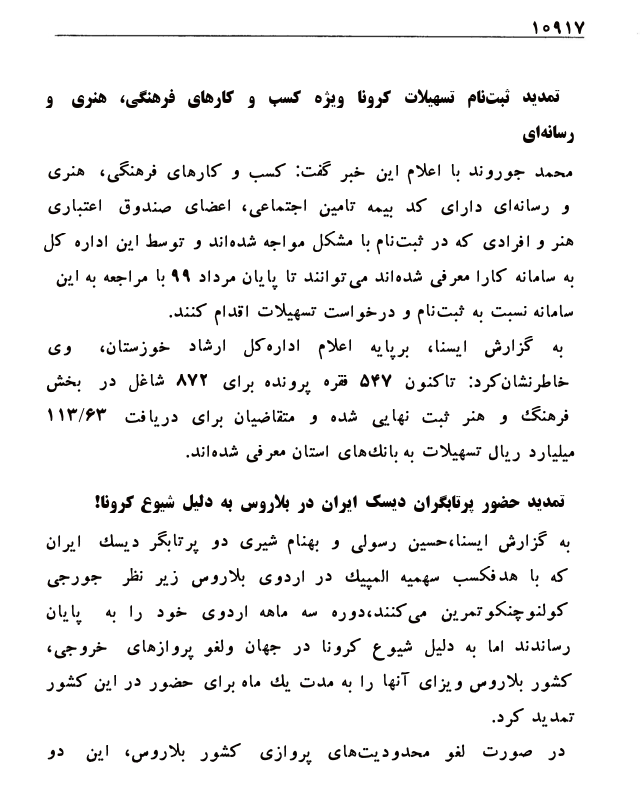 ۱۰۹۱۷
تمدید ثبت‌نام تسهیلات کرونا ویژه کسب و کارهای فرهنگی، هنری و
رسانه‌ای
محمد جوروند با اعلام این خبر گفت: کسب و کارهای فرهنگی، هنری
و رسانه‌ای دارای کد بیمه تامین اجتماعی، اعضای صندوق اعتباری
هنر و افرادی که در ثبت‌نام با مشکل مواجه شده‌اند و توسط این اداره کل
به سامانه کارا معرفی شده‌اند می‌توانند تا پایان مرداد ۹۹ با مراجعه به این
سامانه نسبت به ثبت‌نام و درخواست تسهیلات اقدام کنند.
به گزارش ایسنا، برپایه اعلام اداره‌کل ارشاد خوزستان، وی
خاطرنشان‌کرد: تاکنون ۵۴۷ فقره پرونده برای ۸۷۲ شاغل در بخش
فرهنگ و هنر ثبت نهایی شده و متقاضیان برای دریافت ۱۱۳/۶۳
میلیارد ریال تسهیلات به بانک‌های استان معرفی شده‌اند.
تمدید حضور پرتابگران دیسک ایران در بلاروس به دلیل شیوع کرونا!
به گزارش ایسنا،حسین رسولی و بهنام شیری دو پرتابگر دیسک ایران
که با هدفکسب سهمیه المپیک در اردوی بلاروس زیر نظر جورجی
کولنوچنکوتمرین می‌کنند،دوره سه ماهه اردوی خود را به پایان
رساندند اما به دلیل شیوع کرونا در جهان ولغو پروازهای خروجی،
کشور بلاروس ویزای آنها را به مدت یک ماه برای حضور در این کشور
تمدید کرد.
در صورت لغو محدودیت‌های پروازی کشور بلاروس، این دو